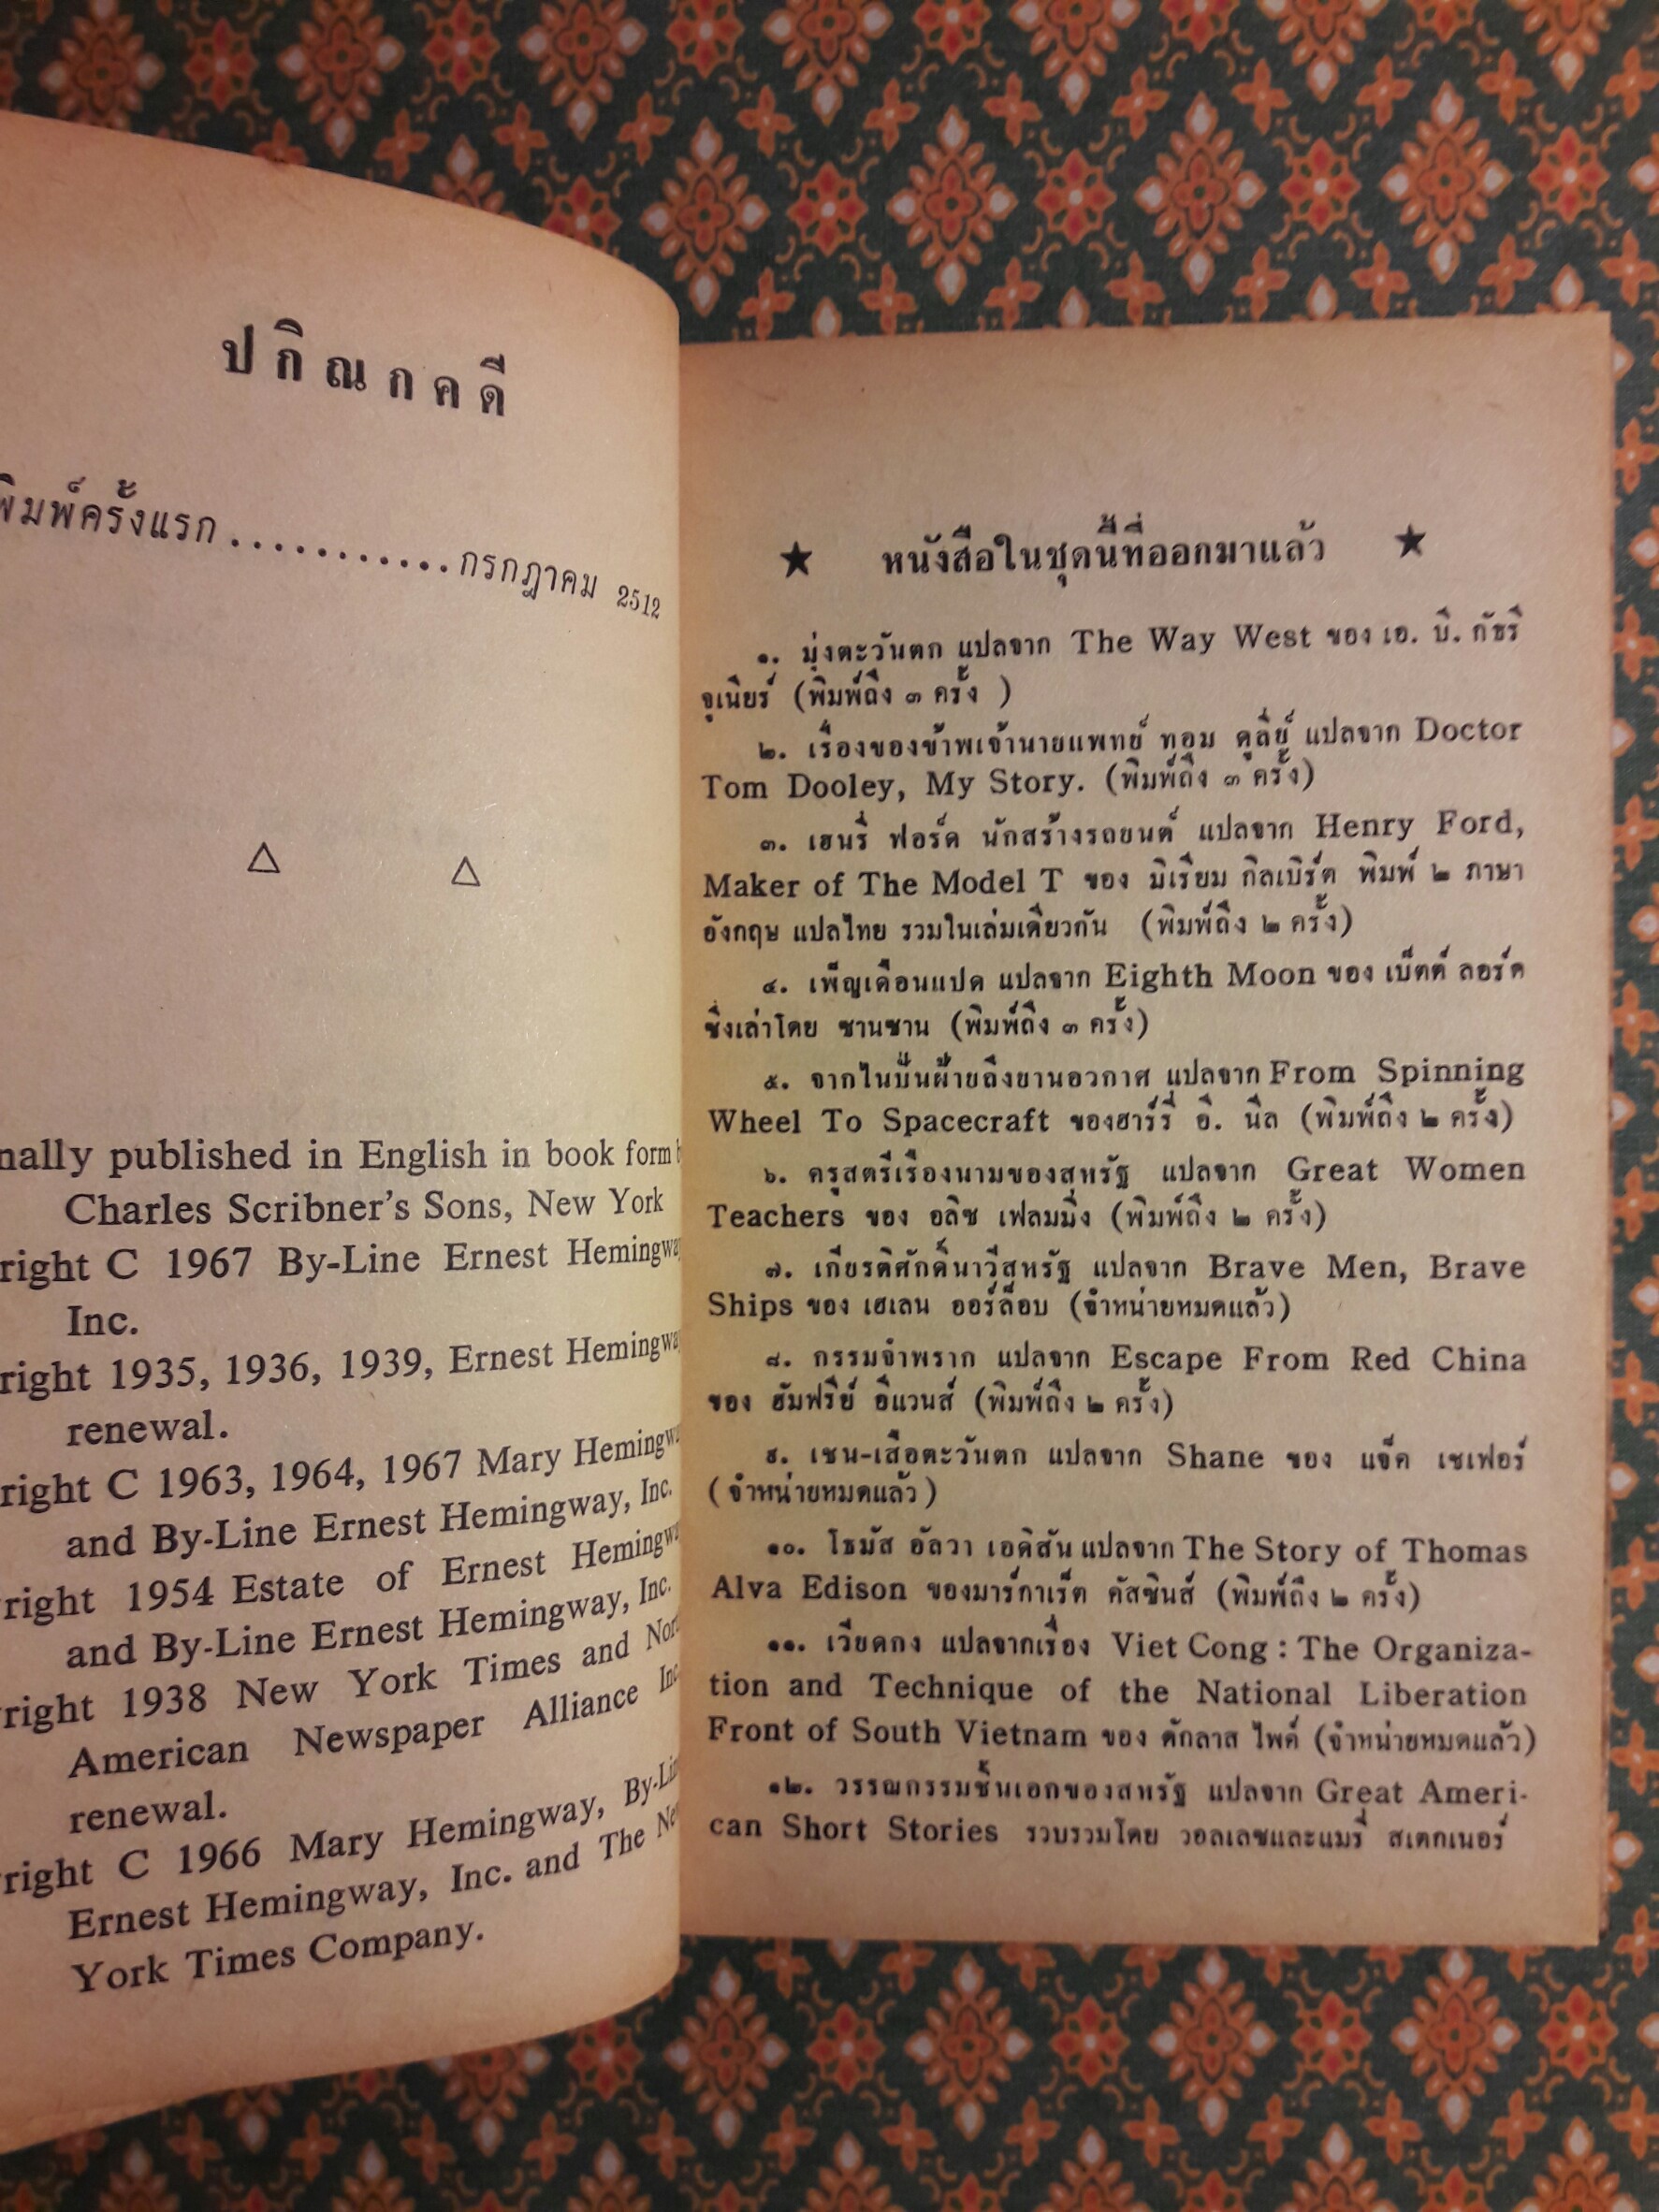 ปกิณกคดี
พิมพ์ครั้งแรก...........กรกฎาคม 2512
nally published in English in book form
Charles Scribner's Sons, New York
right C 1967 By-Line Ernest Hemingway
Inc.
right 1935, 1936, 1939, Ernest Hemingway
renewal.
right C 1963, 1964, 1967 Mary Hemingway
and By-Line Ernest Hemingway, Inc.
right 1954 Estate of Ernest Hemingway
and By-Line Ernest Hemingway, Inc.
right 1938 New York Times and Nor
American Newspaper Alliance Inc
renewal.
right C 1966 Mary Hemingway, By-Lin
Ernest Hemingway, Inc. and The New
York Times Company.
★ หนังสือในชุดนี้ที่ออกมาแล้ว ★
๑. มุ่งตะวันตก แปลจาก The Way West ของ เอ. บี. กัธรี
จูเนียร์ (พิมพ์ถึง ๓ ครั้ง )
๒. เรื่องของข้าพเจ้านายแพทย์ ทอม ดูลี่ย์ แปลจาก Doctor
Tom Dooley, My Story. (พิมพ์ถึง ๓ ครั้ง)
๓. เฮนรี่ ฟอร์ด นักสร้างรถยนต์ แปลจาก Henry Ford,
Maker of The Model T ของ มิเรียม กิลเบิร์ต พิมพ์ ๒ ภาษา
อังกฤษ แปลไทย รวมในเล่มเดียวกัน (พิมพ์ถึง ๒ ครั้ง)
๔. เพ็ญเดือนแปด แปลจาก Eighth Moon ของ เบ็ตต์ ลอร์ด
ซึ่งเล่าโดย ซานซาน (พิมพ์ถึง ๓ ครั้ง)
๕. จากไนปั่นฝ้ายถึงยานอวกาศ แปลจาก From Spinning
Wheel To Spacecraft ของฮาร์รี่ อี. นีล (พิมพ์ถึง ๒ ครั้ง)
๖. ครูสตรีเรืองนามของสหรัฐ แปลจาก Great Women
Teachers ของ อลิซ เฟลมมิ่ง (พิมพ์ถึง ๒ ครั้ง)
๗. เกียรติศักดิ์นาวีสหรัฐ แปลจาก Brave Men, Brave
Ships ของ เฮเลน ออร์ล็อบ (จำหน่ายหมดแล้ว)
๘. กรรมจำพราก แปลจาก Escape From Red China
ของ ฮัมฟรีย์ อีแวนส์ (พิมพ์ถึง ๒ ครั้ง)
๙. เชน-เสือตะวันตก แปลจาก Shane ของ แจ็ค เชเฟอร์
( จำหน่ายหมดแล้ว )
๑๐. โธมัส อัลวา เอดิสัน แปลจาก The Story of Thomas
Alva Edison ของมาร์กาเร็ต คัสซินส์ (พิมพ์ถึง ๒ ครั้ง)
๑๑. เวียดกง แปลจากเรื่อง Viet Cong : The Organiza-
tion and Technique of the National Liberation
Front of South Vietnam ของ ดักลาส ไพค์ (จำหน่ายหมดแล้ว)
๑๒. วรรณกรรมชั้นเอกของสหรัฐ แปลจาก Great Ameri-
can Short Stories รวบรวมโดย วอลเลซและแมรี่ สเตกเนอร์